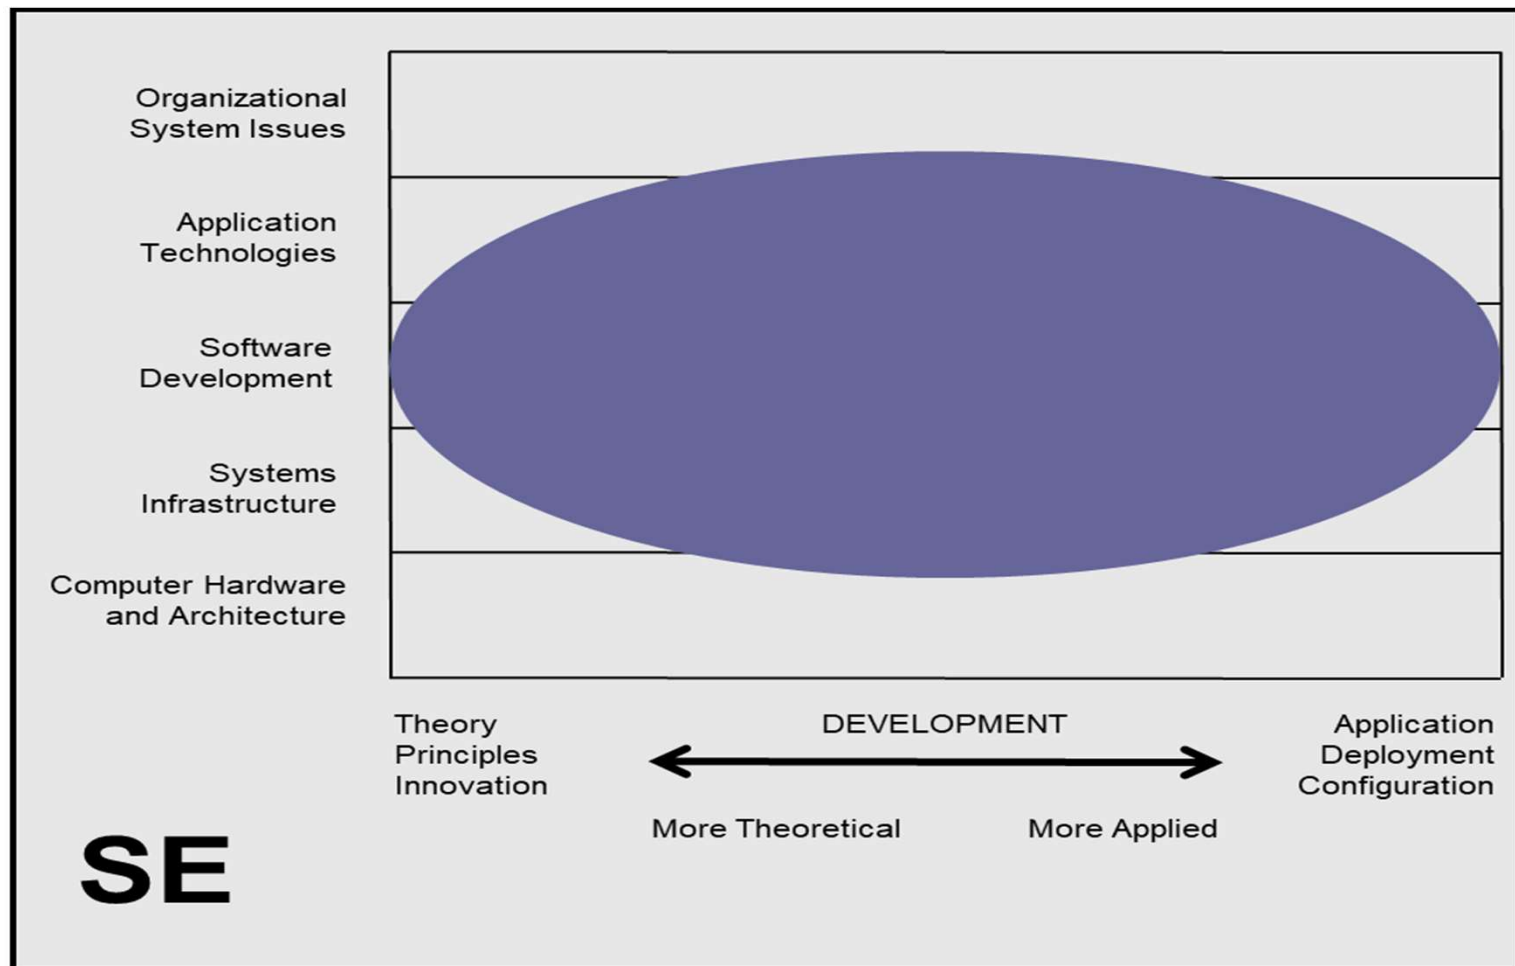 Organizational
System Issues
Application
Technologies
Software
Development
Systems
Infrastructure
Computer Hardware
and Architecture
Theory
Principles
Innovation
DEVELOPMENT
Application
Deployment
Configuration
More Theoretical
More Applied
SE